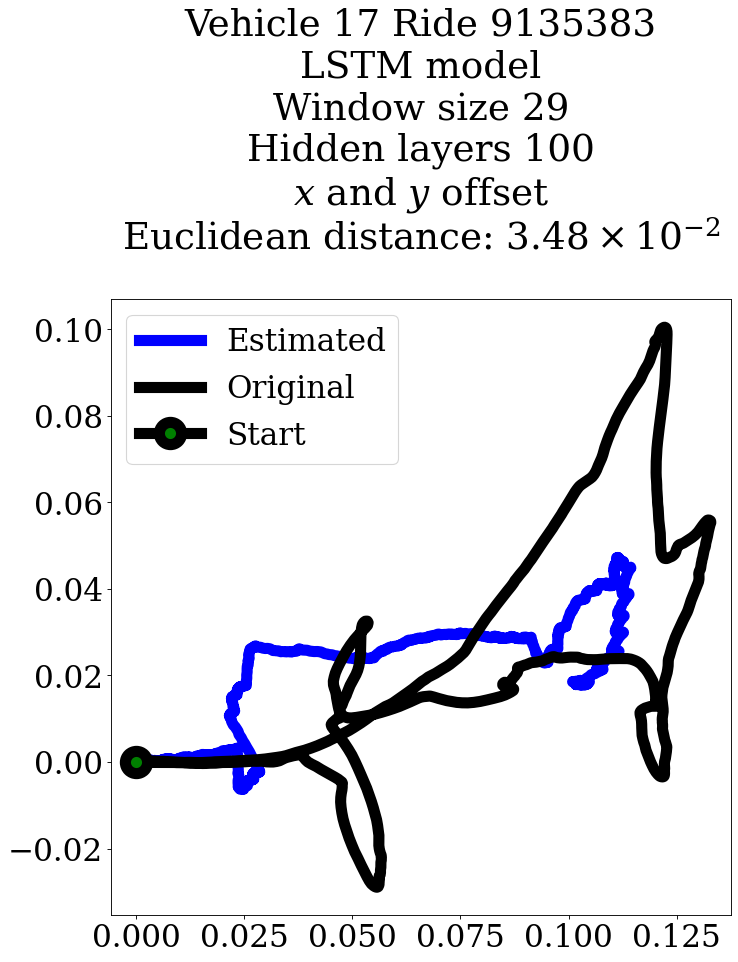 Vehicle 17 Ride 9135383
LSTM model
Window size 29
Hidden layers 100
x and y offset
Euclidean distance: 3.48 × 10⁻²
Estimated
Original
Start
0.10
0.08
0.06
0.04
0.02
0.00
−0.02
0.000 0.025 0.050 0.075 0.100 0.125